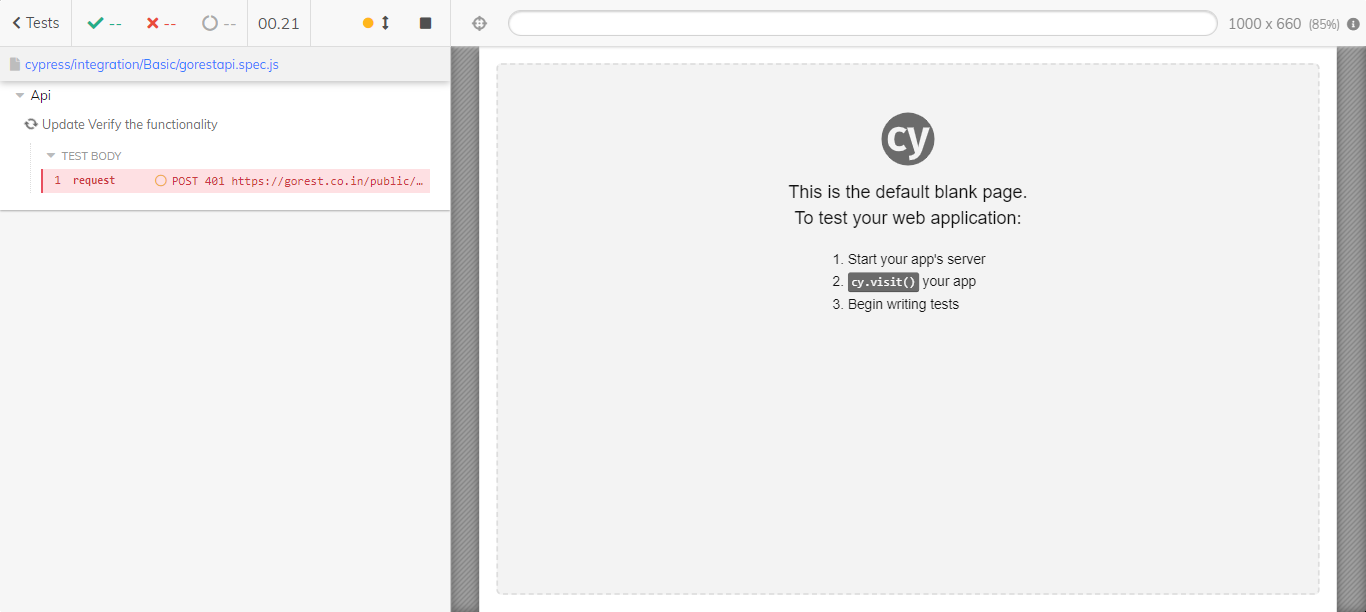 Tests
--
--
--
00.21
1000 x 660 (85%)
cypress/integration/Basic/gorestapi.spec.js
Api
Update Verify the functionality
TEST BODY
1 request POST 401 https://gorest.co.in/public/…
cy
This is the default blank page.
To test your web application:
1. Start your app's server
2. cy.visit() your app
3. Begin writing tests